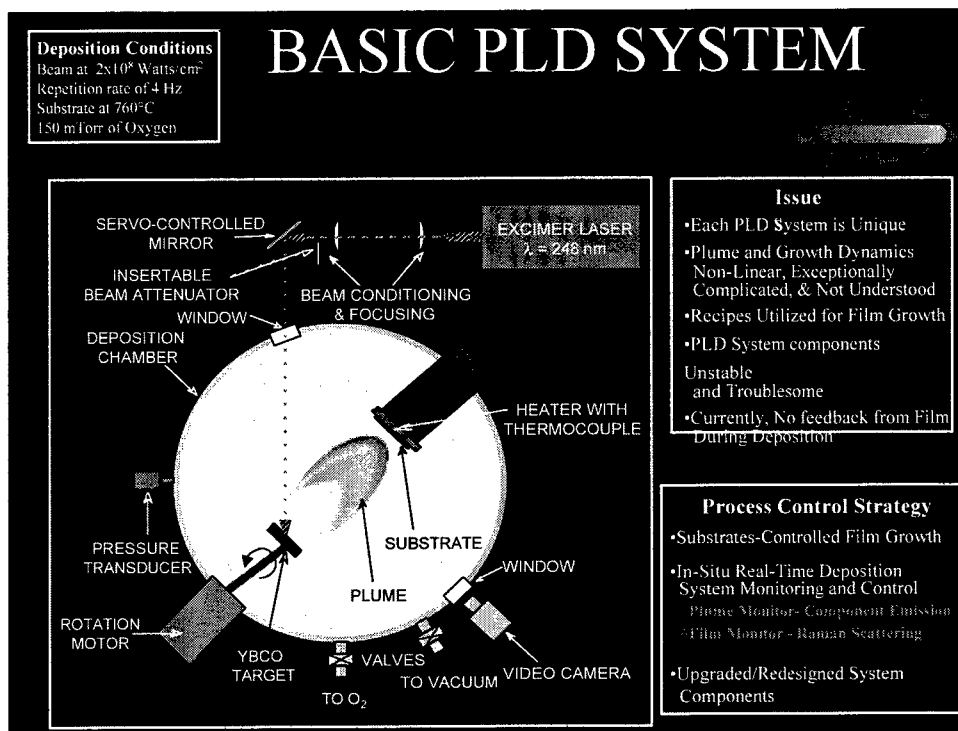 BASIC PLD SYSTEM
Deposition Conditions
Beam at 2x10⁸ Watts/cm²
Repetition rate of 4 Hz
Substrate at 760°C
150 mTorr of Oxygen
SERVO-CONTROLLED
MIRROR
INSERTABLE
BEAM ATTENUATOR
EXCIMER LASER
λ = 248 nm
BEAM CONDITIONING
& FOCUSING
WINDOW
DEPOSITION
CHAMBER
HEATER WITH
THERMOCOUPLE
PRESSURE
TRANSDUCER
SUBSTRATE
PLUME
WINDOW
ROTATION
MOTOR
YBCO
TARGET
VALVES
TO O₂
TO VACUUM
VIDEO CAMERA
Issue
•Each PLD System is Unique
•Plume and Growth Dynamics
Non-Linear, Exceptionally
Complicated, & Not Understood
•Recipes Utilized for Film Growth
•PLD System components
Unstable
and Troublesome
•Currently, No feedback from Film
During Deposition
Process Control Strategy
•Substrates-Controlled Film Growth
•In-Situ Real-Time Deposition
System Monitoring and Control
Plume Monitor- Component Emission
Film Monitor - Raman Scattering
•Upgraded/Redesigned System
Components